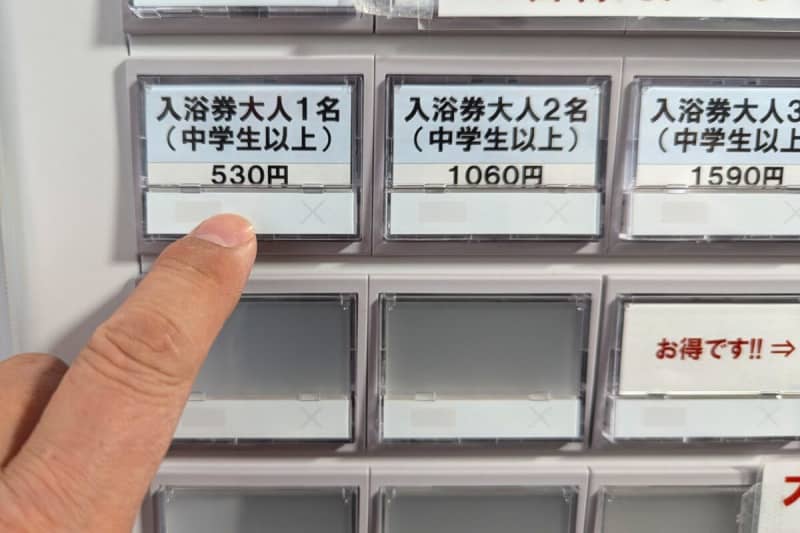 入浴券大人1名
（中学生以上）
530円
入浴券大人2名
（中学生以上）
1060円
入浴券大人3
（中学生以上
1590円
お得です!! ⇒